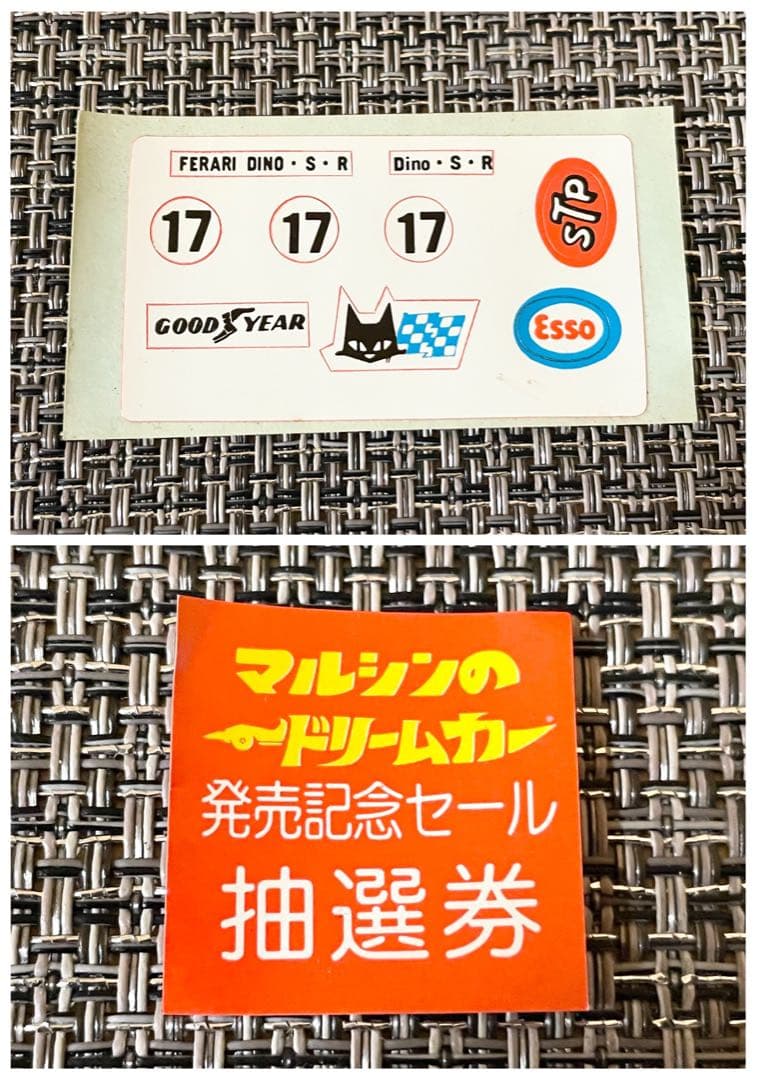 FERARI DINO・S・R
Dino・S・R
17
17
17
STP
GOOD YEAR
Esso
マルシンの
ドリームカー
発売記念セール
抽選券